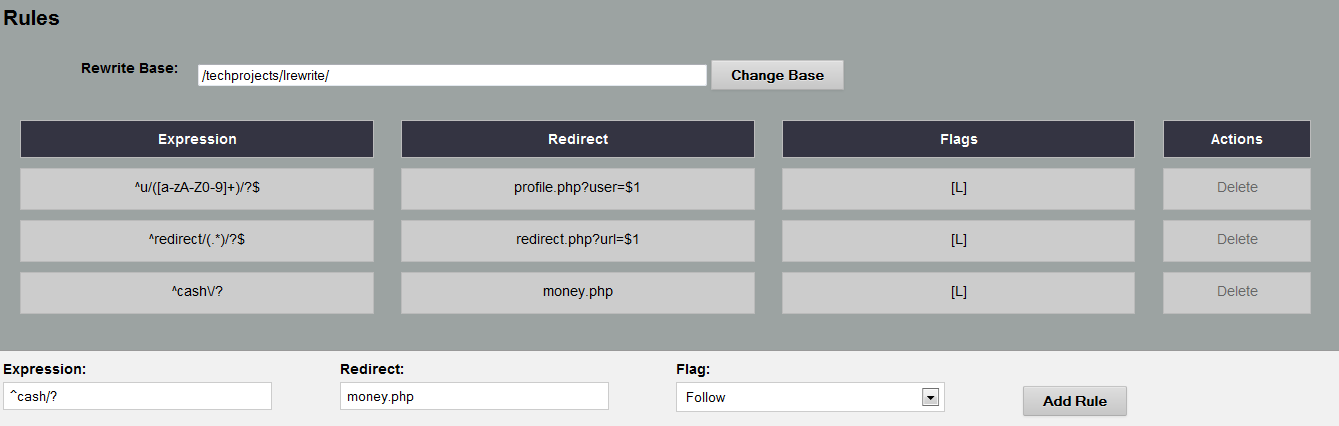 Rules
Rewrite Base: /techprojects/lrewrite/ Change Base
Expression Redirect Flags Actions
^u/([a-zA-Z0-9]+)/?$ profile.php?user=$1 [L] Delete
^redirect/(.*)/?$ redirect.php?url=$1 [L] Delete
^cash\/? money.php [L] Delete
Expression: Redirect: Flag:
^cash/? money.php Follow Add Rule